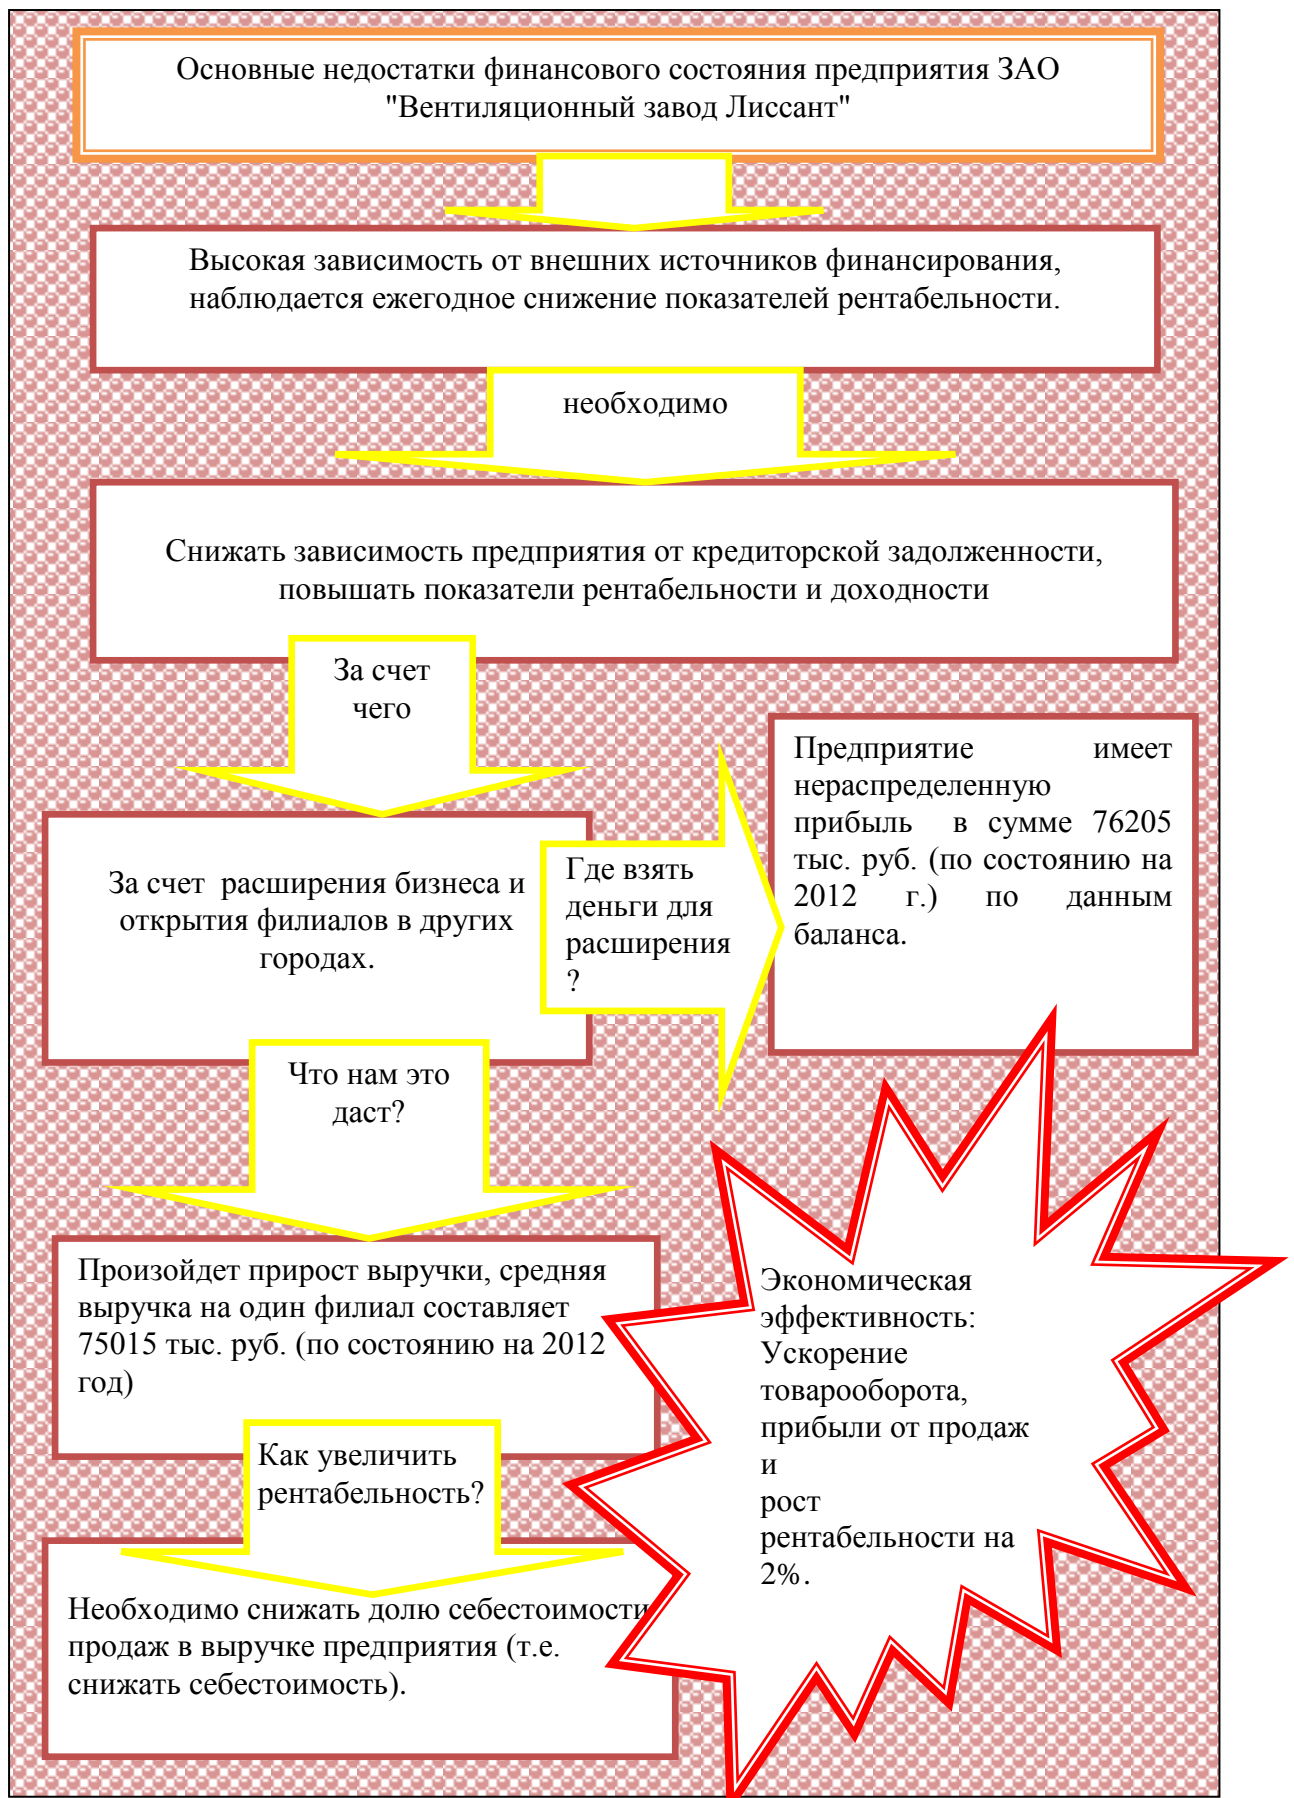 Основные недостатки финансового состояния предприятия ЗАО
"Вентиляционный завод Лиссант"
Высокая зависимость от внешних источников финансирования,
наблюдается ежегодное снижение показателей рентабельности.
необходимо
Снижать зависимость предприятия от кредиторской задолженности,
повышать показатели рентабельности и доходности
За счет
чего
За счет расширения бизнеса и
открытия филиалов в других
городах.
Где взять
деньги для
расширения
?
Предприятие имеет
нераспределенную
прибыль в сумме 76205
тыс. руб. (по состоянию на
2012 г.) по данным
баланса.
Что нам это
даст?
Произойдет прирост выручки, средняя
выручка на один филиал составляет
75015 тыс. руб. (по состоянию на 2012
год)
Как увеличить
рентабельность?
Необходимо снижать долю себестоимости
продаж в выручке предприятия (т.е.
снижать себестоимость).
Экономическая
эффективность:
Ускорение
товарооборота,
прибыли от продаж
и
рост
рентабельности на
2%.